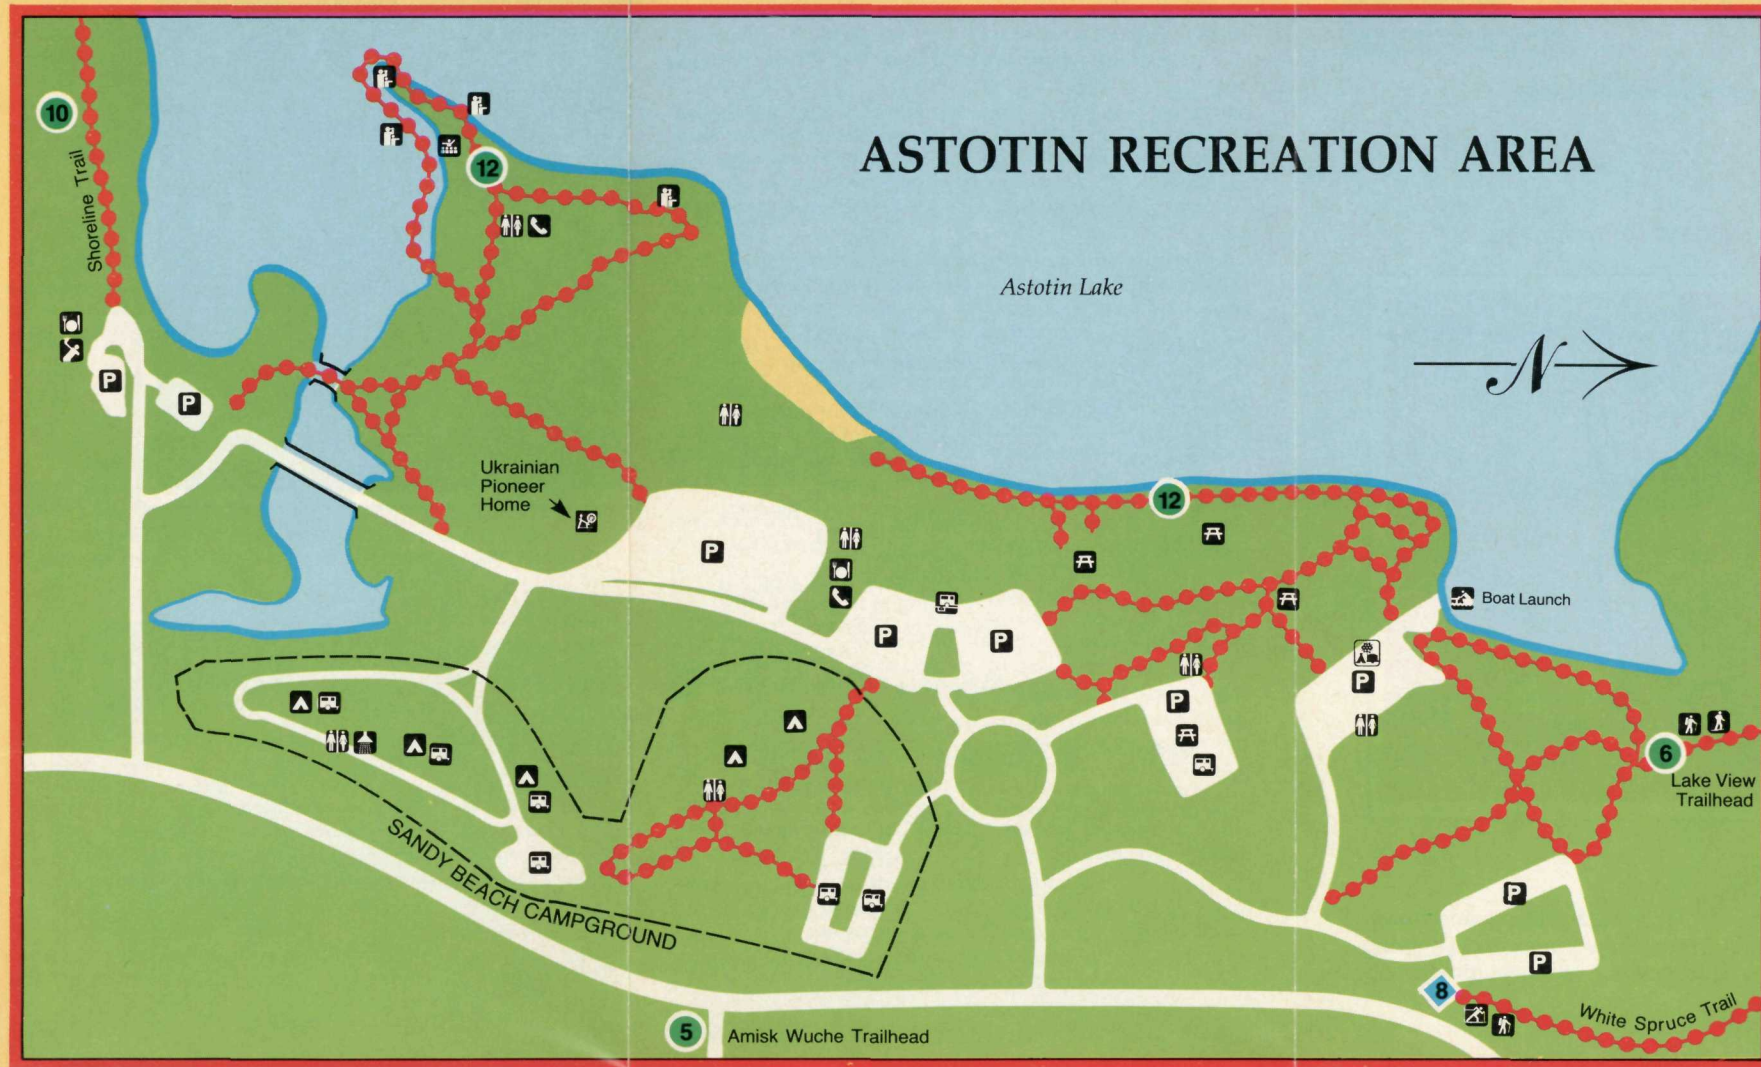 ASTOTIN RECREATION AREA
10
Shoreline Trail
12
Astotin Lake
N
P
P
Ukrainian
Pioneer
Home
12
P
P
P
Boat Launch
P
P
6
Lake View
Trailhead
SANDY BEACH CAMPGROUND
P
P
8
White Spruce Trail
5
Amisk Wuche Trailhead